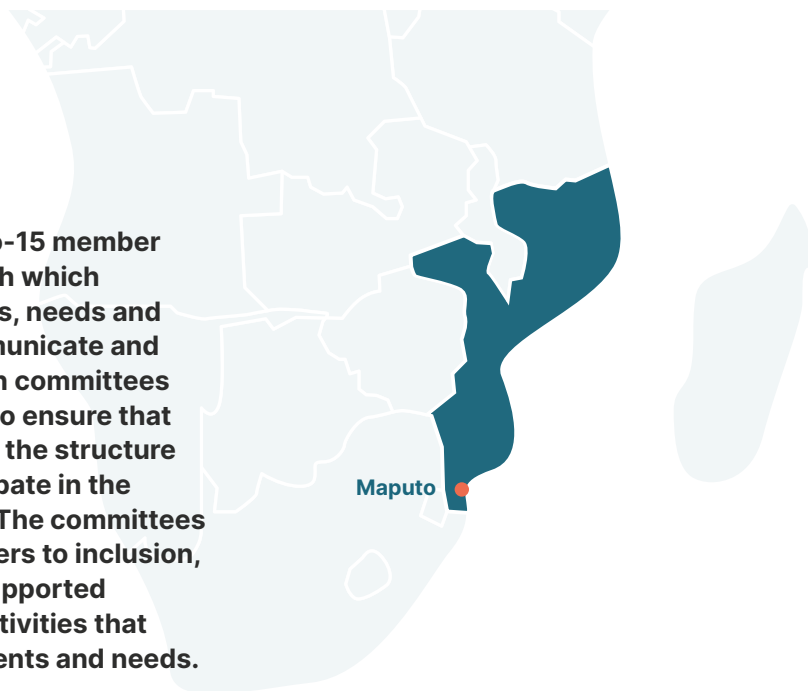 o-15 member
h which
s, needs and
municate and
n committees
o ensure that
the structure
pate in the
The committees
ers to inclusion,
pported
tivities that
ents and needs.
Maputo